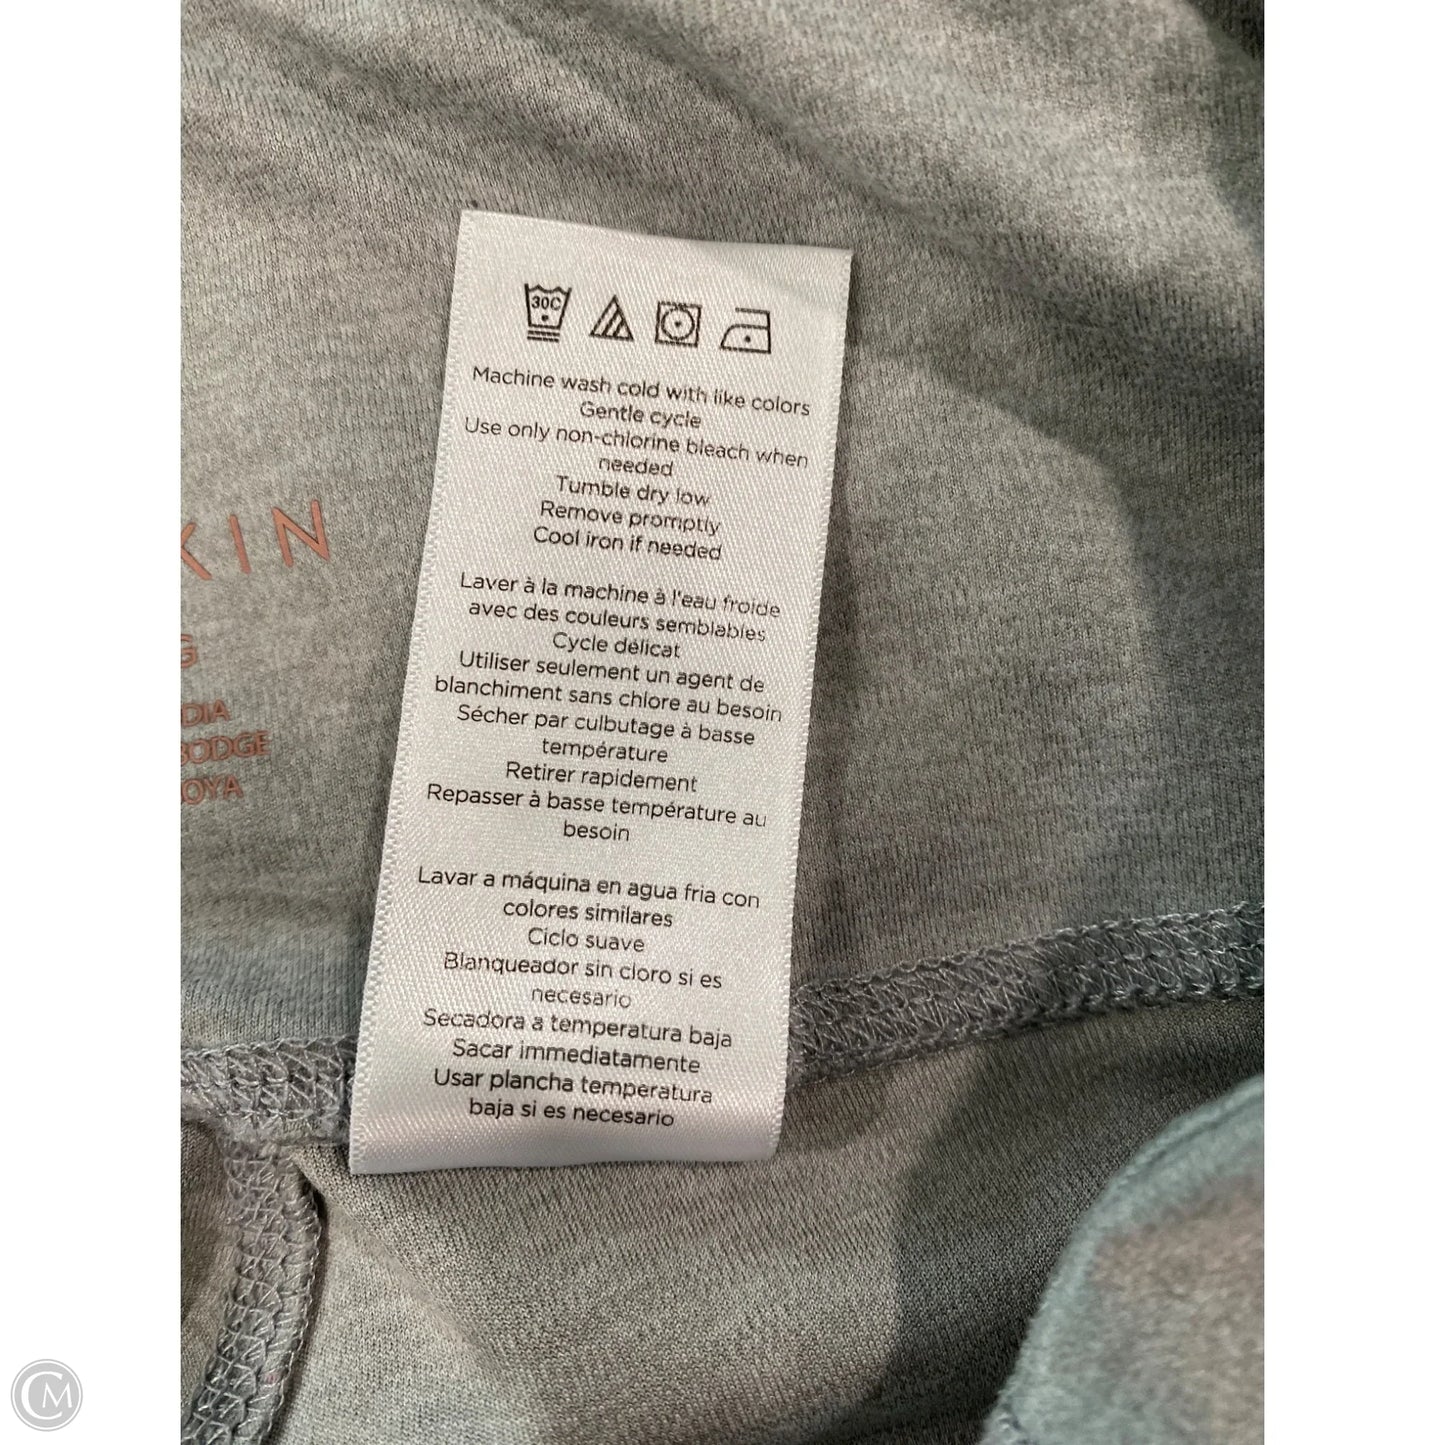 30C
Machine wash cold with like colors
Gentle cycle
Use only non-chlorine bleach when
needed
Tumble dry low
Remove promptly
Cool iron if needed
Laver à la machine à l'eau froide
avec des couleurs semblables
Cycle délicat
Utiliser seulement un agent de
blanchiment sans chlore au besoin
Sécher par culbutage à basse
température
Retirer rapidement
Repasser à basse température au
besoin
Lavar a máquina en agua fria con
colores similares
Ciclo suave
Blanqueador sin cloro si es
necesario
Secadora a temperatura baja
Sacar immediatamente
Usar plancha temperatura
baja si es necesario
KIN
G
DIA
BODGE
OYA
CM